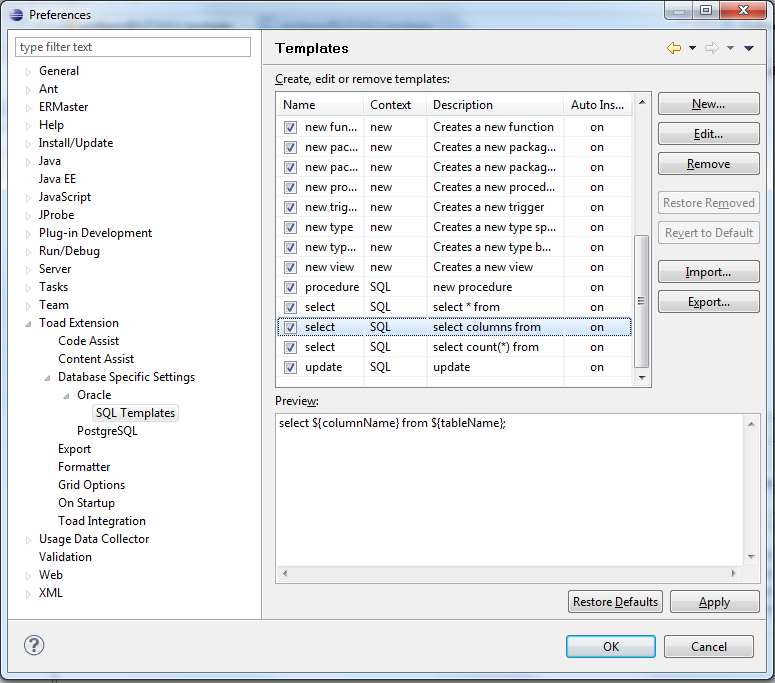 Preferences
type filter text
General
Ant
ERMaster
Help
Install/Update
Java
Java EE
JavaScript
JProbe
Plug-in Development
Run/Debug
Server
Tasks
Team
Toad Extension
Code Assist
Content Assist
Database Specific Settings
Oracle
SQL Templates
PostgreSQL
Export
Formatter
Grid Options
On Startup
Toad Integration
Usage Data Collector
Validation
Web
XML
Templates
Create, edit or remove templates:
Name Context Description Auto Ins...
new fun... new Creates a new function on
new pac... new Creates a new packag... on
new pac... new Creates a new packag... on
new pro... new Creates a new proced... on
new trig... new Creates a new trigger on
new type new Creates a new type sp... on
new typ... new Creates a new type b... on
new view new Creates a new view on
procedure SQL new procedure on
select SQL select * from on
select SQL select columns from on
select SQL select count(*) from on
update SQL update on
New...
Edit...
Remove
Restore Removed
Revert to Default
Import...
Export...
Preview:
select ${columnName} from ${tableName};
Restore Defaults Apply
? OK Cancel